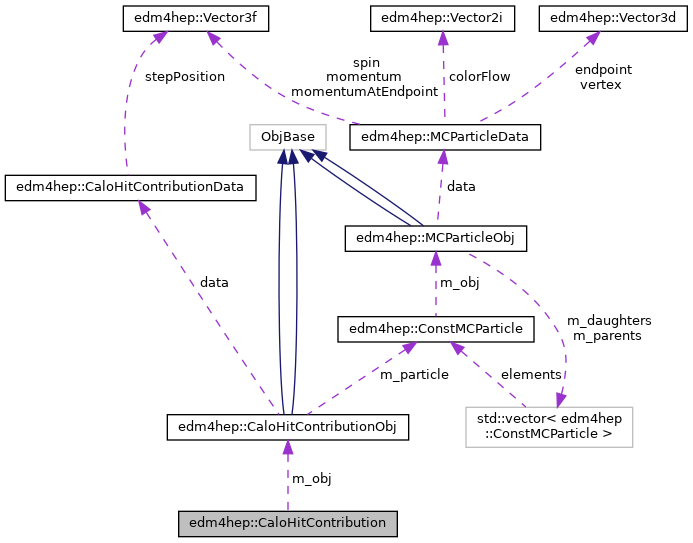 edm4hep::Vector3f
edm4hep::Vector2i
edm4hep::Vector3d
stepPosition
spin
momentum
momentumAtEndpoint
colorFlow
endpoint
vertex
ObjBase
edm4hep::MCParticleData
edm4hep::CaloHitContributionData
data
edm4hep::MCParticleObj
data
m_obj
m_daughters
m_parents
edm4hep::ConstMCParticle
m_particle
elements
edm4hep::CaloHitContributionObj
std::vector< edm4hep
::ConstMCParticle >
m_obj
edm4hep::CaloHitContribution